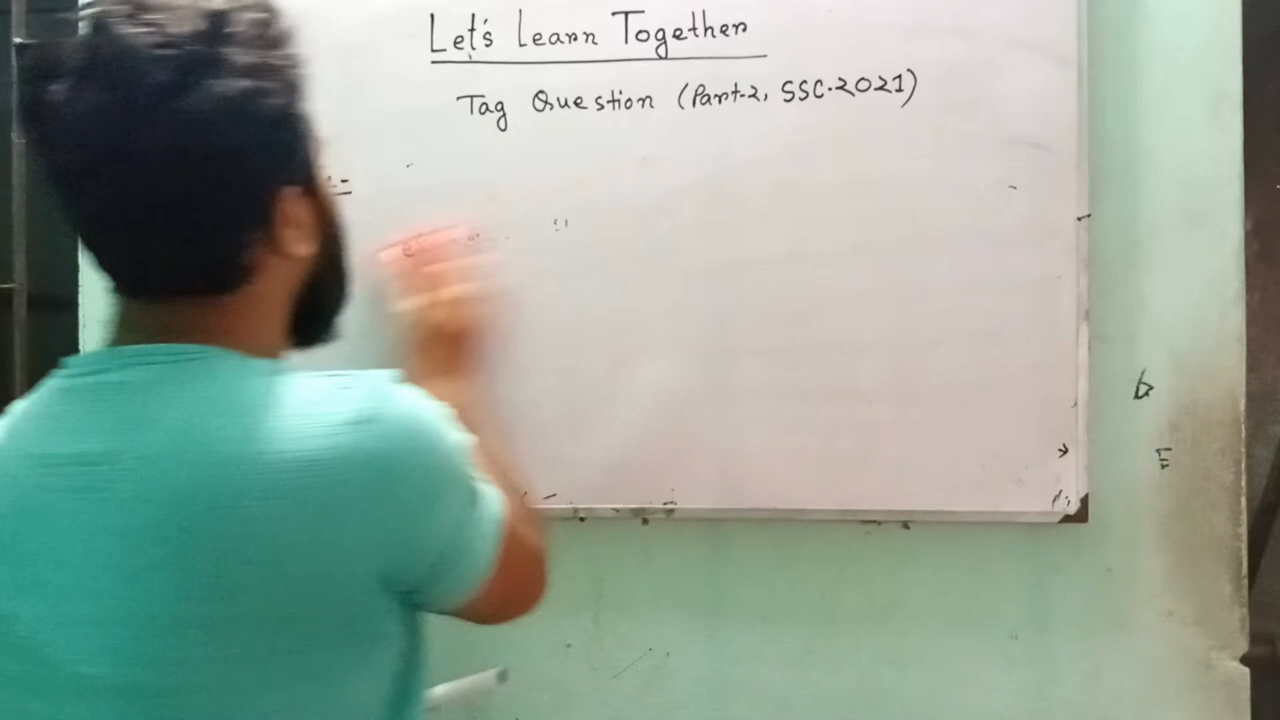 Let's Learn Together
Tag Question (Part-2, SSC-2021)